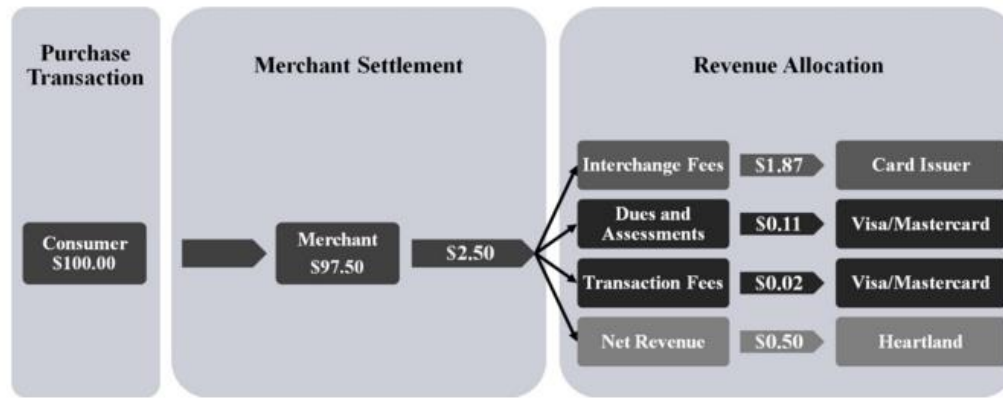 Purchase
Transaction
Merchant Settlement
Revenue Allocation
Consumer
$100.00
Merchant
$97.50
$2.50
Interchange Fees
$1.87
Card Issuer
Dues and
Assessments
$0.11
Visa/Mastercard
Transaction Fees
$0.02
Visa/Mastercard
Net Revenue
$0.50
Heartland